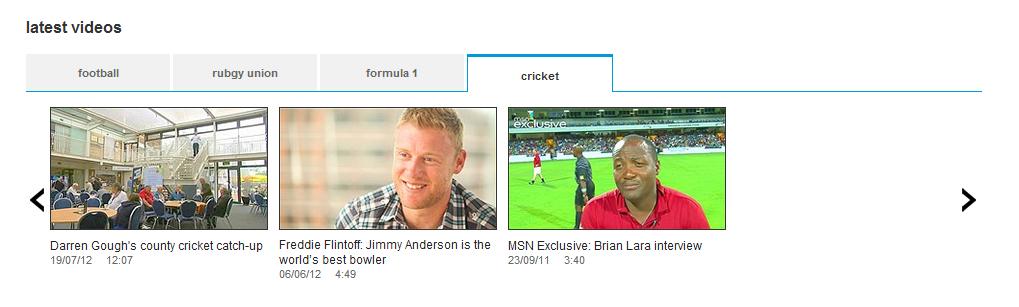 latest videos
football
rubgy union
formula 1
cricket
msn
exclusive
Darren Gough's county cricket catch-up
19/07/12 12:07
Freddie Flintoff: Jimmy Anderson is the
world's best bowler
06/06/12 4:49
MSN Exclusive: Brian Lara interview
23/09/11 3:40